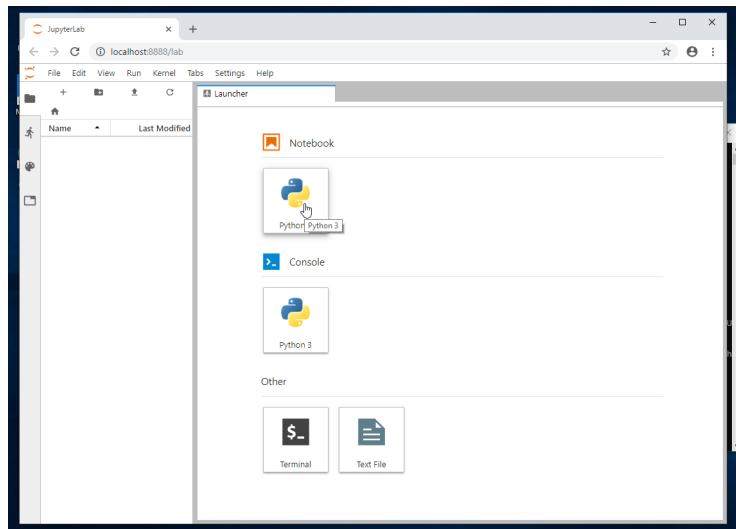 JupyterLab
localhost:8888/lab
File Edit View Run Kernel Tabs Settings Help
Launcher
Name Last Modified
Notebook
Python 3
Console
Python 3
Other
$_
Terminal Text File